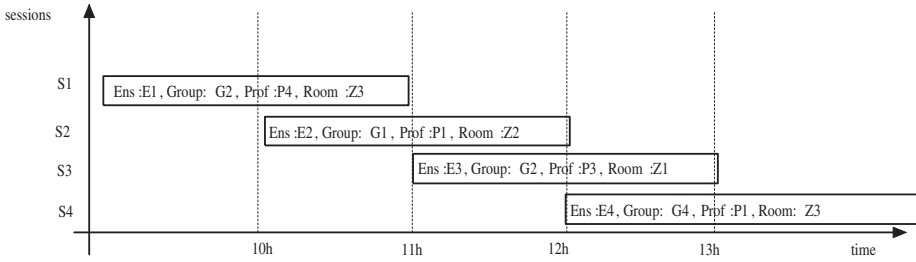 sessions
S1
Ens :E1 , Group: G2 , Prof :P4 , Room :Z3
S2
Ens :E2 , Group: G1 , Prof :P1 , Room :Z2
S3
Ens :E3 , Group: G2 , Prof :P3 , Room :Z1
S4
Ens :E4 , Group: G4 , Prof :P1 , Room: Z3
10h 11h 12h 13h time